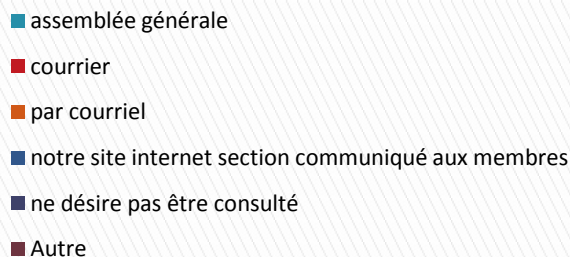 assemblée générale
courrier
par courriel
notre site internet section communiqué aux membres
ne désire pas être consulté
Autre